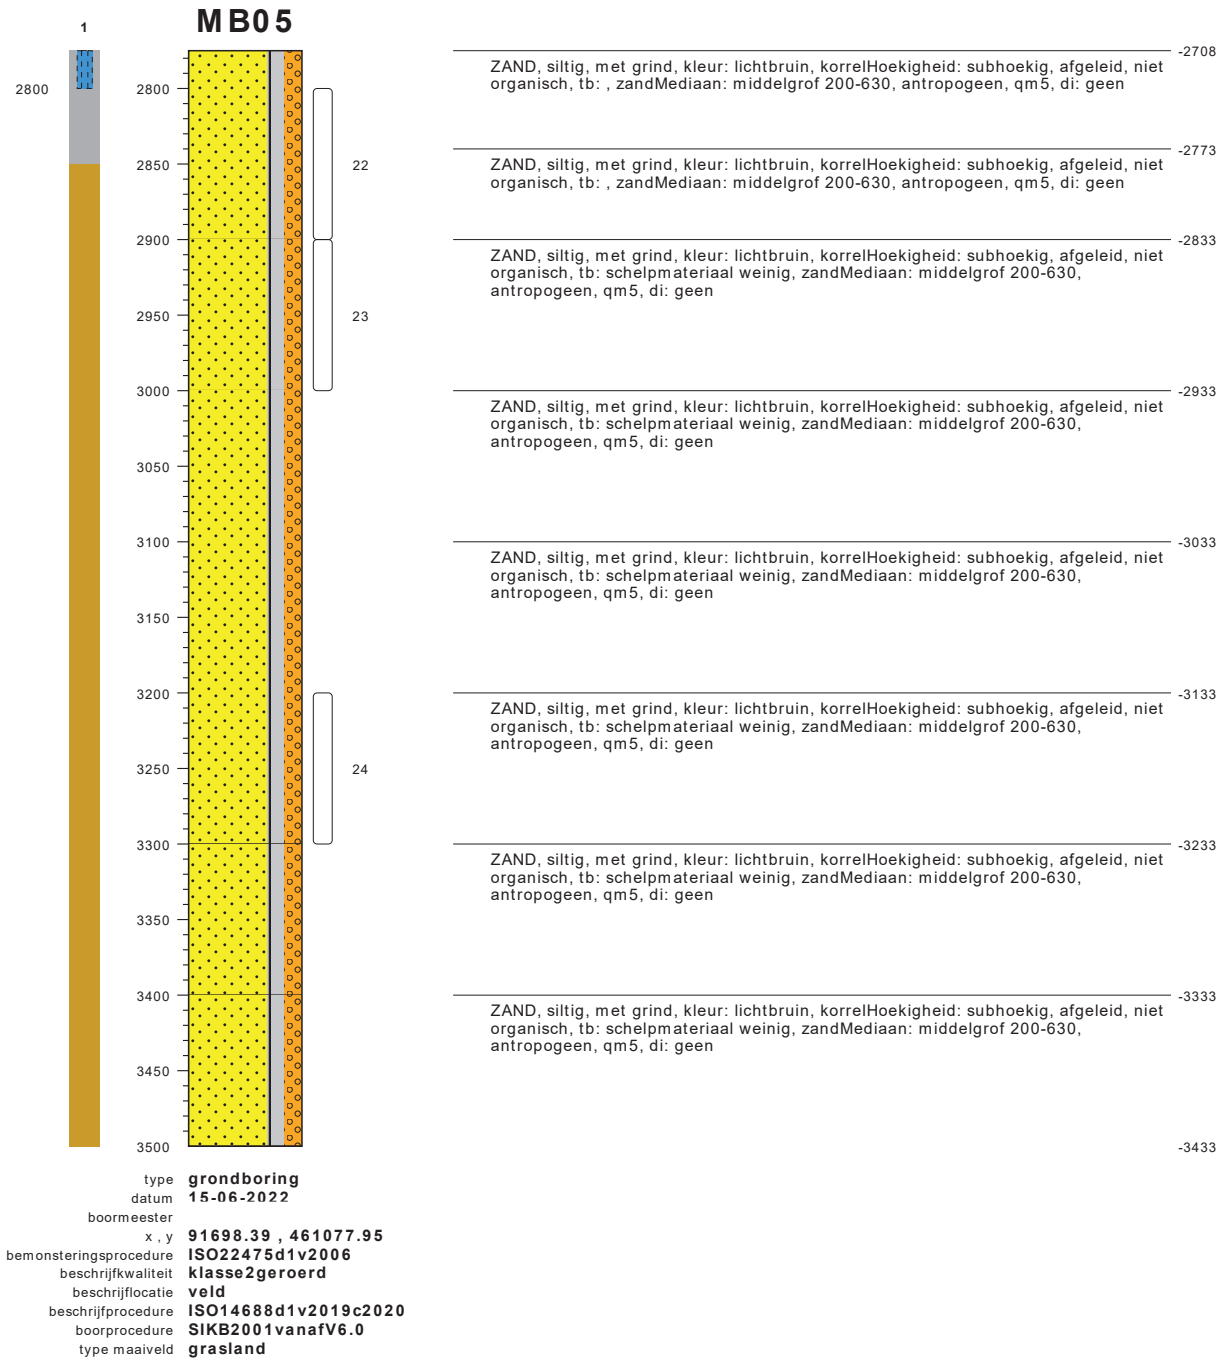 1
MB05
-2708
ZAND, siltig, met grind, kleur: lichtbruin, korrelHoekigheid: subhoekig, afgeleid, niet
organisch, tb: , zandMediaan: middelgrof 200-630, antropogeen, qm5, di: geen
2800
2800
-2773
ZAND, siltig, met grind, kleur: lichtbruin, korrelHoekigheid: subhoekig, afgeleid, niet
organisch, tb: , zandMediaan: middelgrof 200-630, antropogeen, qm5, di: geen
2850
22
2900
-2833
ZAND, siltig, met grind, kleur: lichtbruin, korrelHoekigheid: subhoekig, afgeleid, niet
organisch, tb: schelpmateriaal weinig, zandMediaan: middelgrof 200-630,
antropogeen, qm5, di: geen
2950
23
3000
-2933
ZAND, siltig, met grind, kleur: lichtbruin, korrelHoekigheid: subhoekig, afgeleid, niet
organisch, tb: schelpmateriaal weinig, zandMediaan: middelgrof 200-630,
antropogeen, qm5, di: geen
3050
3100
-3033
ZAND, siltig, met grind, kleur: lichtbruin, korrelHoekigheid: subhoekig, afgeleid, niet
organisch, tb: schelpmateriaal weinig, zandMediaan: middelgrof 200-630,
antropogeen, qm5, di: geen
3150
3200
-3133
ZAND, siltig, met grind, kleur: lichtbruin, korrelHoekigheid: subhoekig, afgeleid, niet
organisch, tb: schelpmateriaal weinig, zandMediaan: middelgrof 200-630,
antropogeen, qm5, di: geen
3250
24
3300
-3233
ZAND, siltig, met grind, kleur: lichtbruin, korrelHoekigheid: subhoekig, afgeleid, niet
organisch, tb: schelpmateriaal weinig, zandMediaan: middelgrof 200-630,
antropogeen, qm5, di: geen
3350
3400
-3333
ZAND, siltig, met grind, kleur: lichtbruin, korrelHoekigheid: subhoekig, afgeleid, niet
organisch, tb: schelpmateriaal weinig, zandMediaan: middelgrof 200-630,
antropogeen, qm5, di: geen
3450
3500
-3433
type grondboring
datum 15-06-2022
boormeester
x , y 91698.39 , 461077.95
bemonsteringsprocedure ISO22475d1v2006
beschrijfkwaliteit klasse2geroerd
beschrijflocatie veld
beschrijfprocedure ISO14688d1v2019c2020
boorprocedure SIKB2001vanafV6.0
type maaiveld grasland